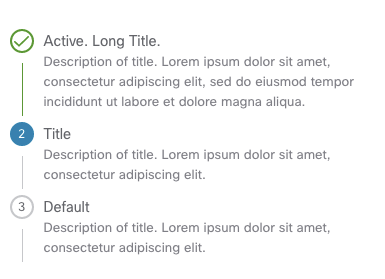 Active. Long Title.
Description of title. Lorem ipsum dolor sit amet,
consectetur adipiscing elit, sed do eiusmod tempor
incididunt ut labore et dolore magna aliqua.
2 Title
Description of title. Lorem ipsum dolor sit amet,
consectetur adipiscing elit.
3 Default
Description of title. Lorem ipsum dolor sit amet,
consectetur adipiscing elit.